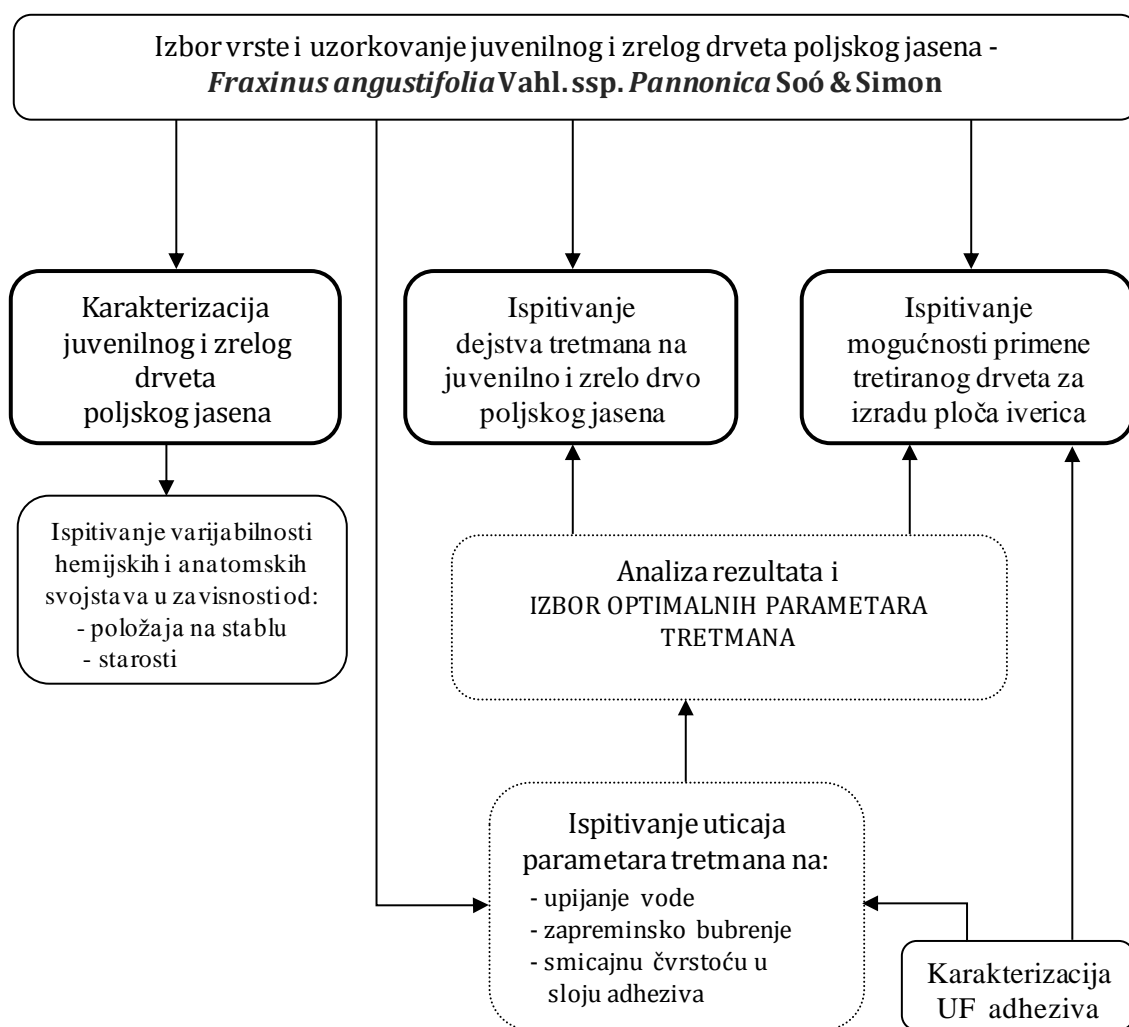 Izbor vrste i uzorkovanje juvenilnog i zrelog drveta poljskog jasena -
Fraxinus angustifolia Vahl. ssp. Pannonica Soó & Simon
Karakterizacija
juvenilnog i zrelog
drveta
poljskog jasena
Ispitivanje
dejstva tretmana na
juvenilno i zrelo drvo
poljskog jasena
Ispitivanje
mogućnosti primene
tretiranog drveta za
izradu ploča iverica
Ispitivanje varijabilnosti
hemijskih i anatomskih
svojstava u zavisnosti od:
- položaja na stablu
- starosti
Analiza rezultata i
IZBOR OPTIMALNIH PARAMETARA
TRETMANA
Ispitivanje uticaja
parametara tretmana na:
- upijanje vode
- zapreminsko bubrenje
- smicajnu čvrstoću u
sloju adheziva
Karakterizacija
UF adheziva